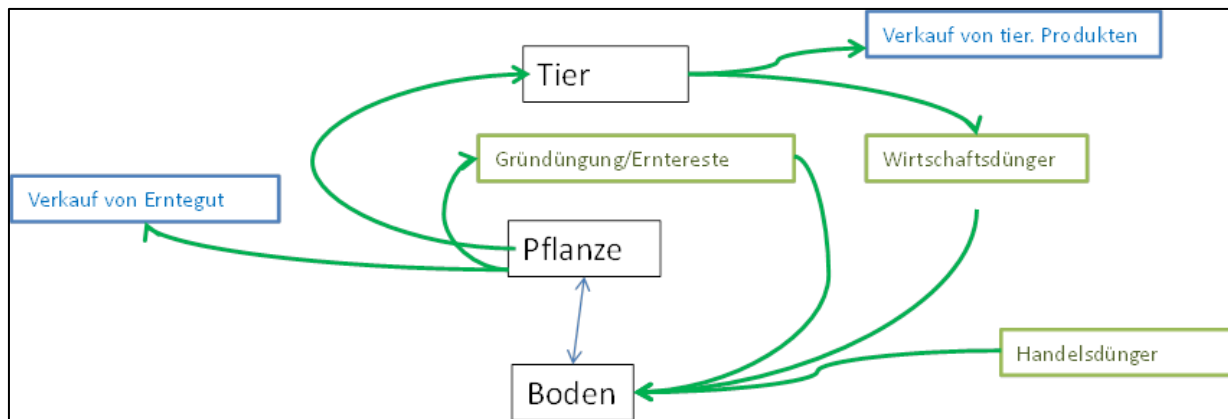 Verkauf von tier. Produkten
Tier
Gründüngung/Erntereste
Wirtschaftsdünger
Verkauf von Erntegut
Pflanze
Handelsdünger
Boden